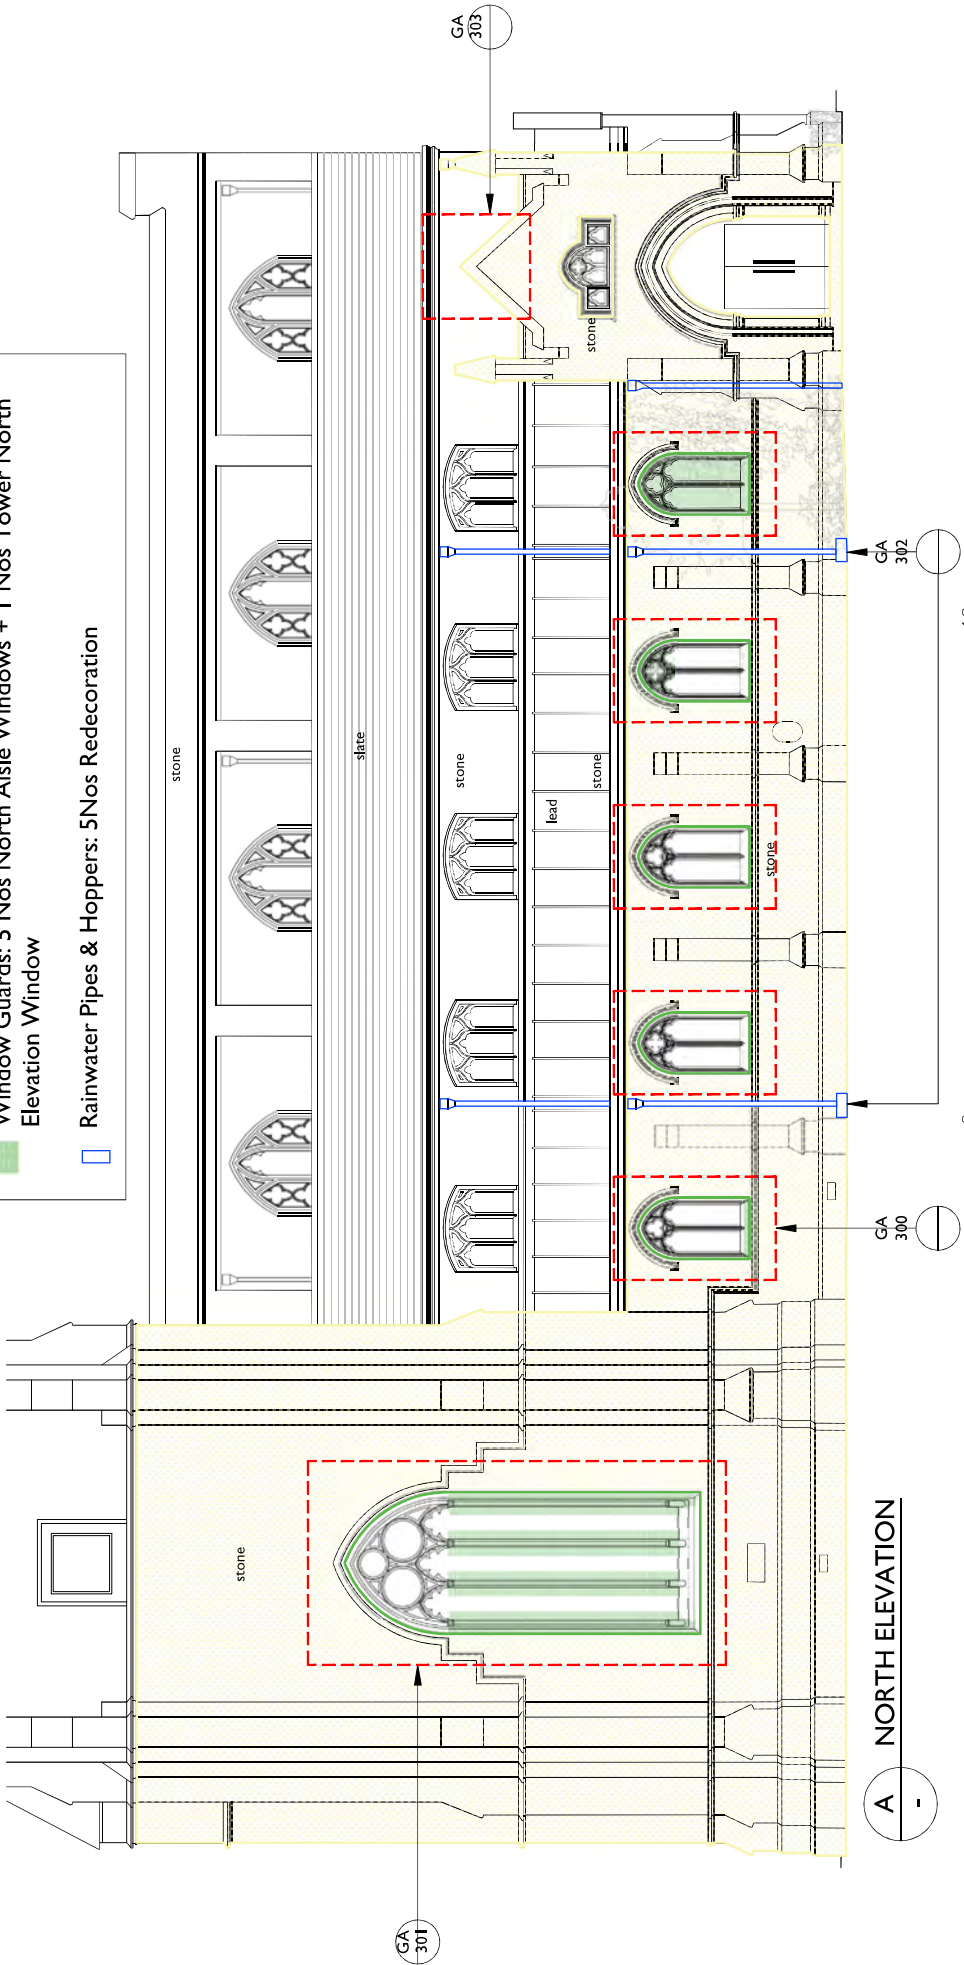 Window Guards: 5 Nos North Aisle Windows + 1 Nos Tower North
Elevation Window
Rainwater Pipes & Hoppers: 5Nos Redecoration
stone
slate
stone
lead
stone
stone
stone
stone
GA
303
GA
302
GA
300
GA
301
A
-
NORTH ELEVATION